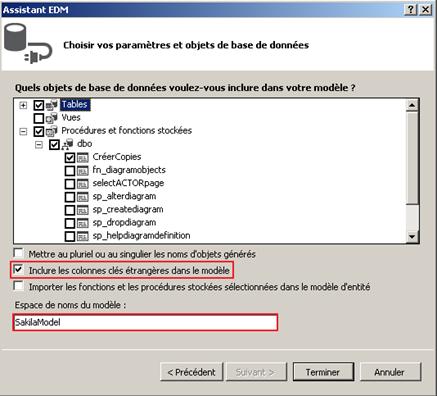 Assistant EDM
Choisir vos paramètres et objets de base de données
Quels objets de base de données voulez-vous inclure dans votre modèle ?
Tables
Vues
Procédures et fonctions stockées
dbo
CréerCopies
fn_diagramobjects
selectACTORpage
sp_alterdiagram
sp_creatediagram
sp_dropdiagram
sp_helpdiagramdefinition
Mettre au pluriel ou au singulier les noms d'objets générés
Inclure les colonnes clés étrangères dans le modèle
Importer les fonctions et les procédures stockées sélectionnées dans le modèle d'entité
Espace de noms du modèle :
SakilaModel
< Précédent
Suivant >
Terminer
Annuler